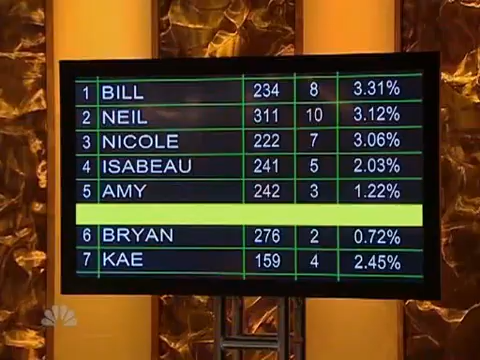 1 BILL 234 8 3.31%
2 NEIL 311 10 3.12%
3 NICOLE 222 7 3.06%
4 ISABEAU 241 5 2.03%
5 AMY 242 3 1.22%
6 BRYAN 276 2 0.72%
7 KAE 159 4 2.45%